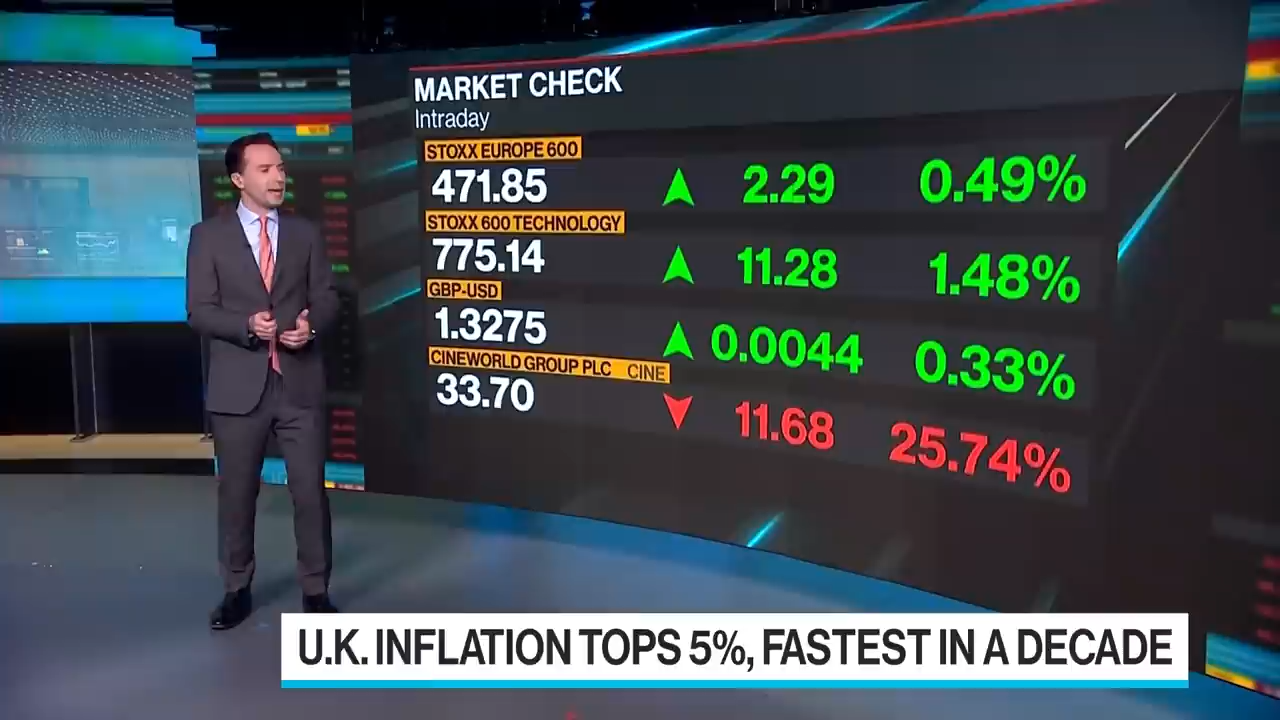 MARKET CHECK
Intraday
STOXX EUROPE 600
471.85 2.29 0.49%
STOXX 600 TECHNOLOGY
775.14 11.28 1.48%
GBP-USD
1.3275 0.0044 0.33%
CINEWORLD GROUP PLC CINE
33.70 11.68 25.74%
U.K. INFLATION TOPS 5%, FASTEST IN A DECADE